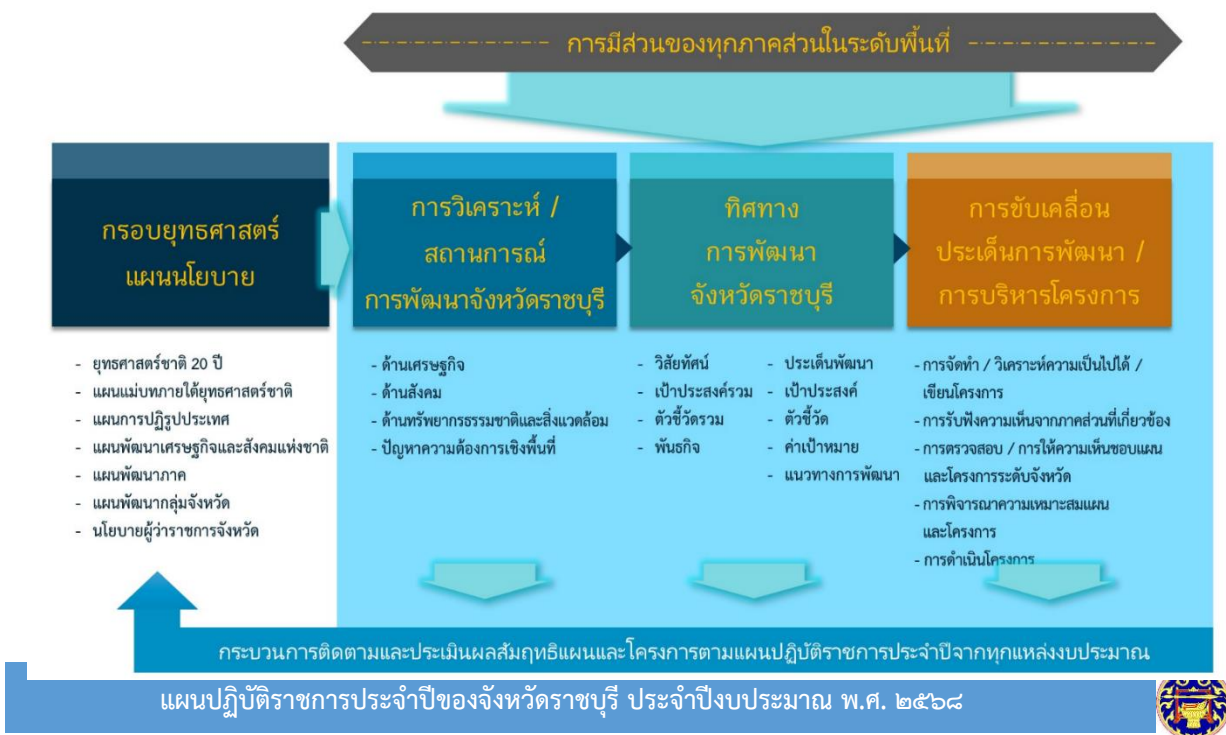 การมีส่วนของทุกภาคส่วนในระดับพื้นที่
กรอบยุทธศาสตร์
แผนนโยบาย
- ยุทธศาสตร์ชาติ 20 ปี
- แผนแม่บทภายใต้ยุทธศาสตร์ชาติ
- แผนการปฏิรูปประเทศ
- แผนพัฒนาเศรษฐกิจและสังคมแห่งชาติ
- แผนพัฒนาภาค
- แผนพัฒนากลุ่มจังหวัด
- นโยบายผู้ว่าราชการจังหวัด
การวิเคราะห์ /
สถานการณ์
การพัฒนาจังหวัดราชบุรี
- ด้านเศรษฐกิจ
- ด้านสังคม
- ด้านทรัพยากรธรรมชาติและสิ่งแวดล้อม
- ปัญหาความต้องการเชิงพื้นที่
ทิศทาง
การพัฒนา
จังหวัดราชบุรี
- วิสัยทัศน์
- เป้าประสงค์รวม
- ตัวชี้วัดรวม
- พันธกิจ
- ประเด็นพัฒนา
- เป้าประสงค์
- ตัวชี้วัด
- ค่าเป้าหมาย
- แนวทางการพัฒนา
การขับเคลื่อน
ประเด็นการพัฒนา /
การบริหารโครงการ
- การจัดทำ / วิเคราะห์ความเป็นไปได้ /
เขียนโครงการ
- การรับฟังความเห็นจากภาคส่วนที่เกี่ยวข้อง
- การตรวจสอบ / การให้ความเห็นชอบแผน
และโครงการระดับจังหวัด
- การพิจารณาความเหมาะสมแผน
และโครงการ
- การดำเนินโครงการ
กระบวนการติดตามและประเมินผลสัมฤทธิแผนและโครงการตามแผนปฏิบัติราชการประจำปีจากทุกแหล่งงบประมาณ
แผนปฏิบัติราชการประจำปีของจังหวัดราชบุรี ประจำปีงบประมาณ พ.ศ. ๒๕๖๘